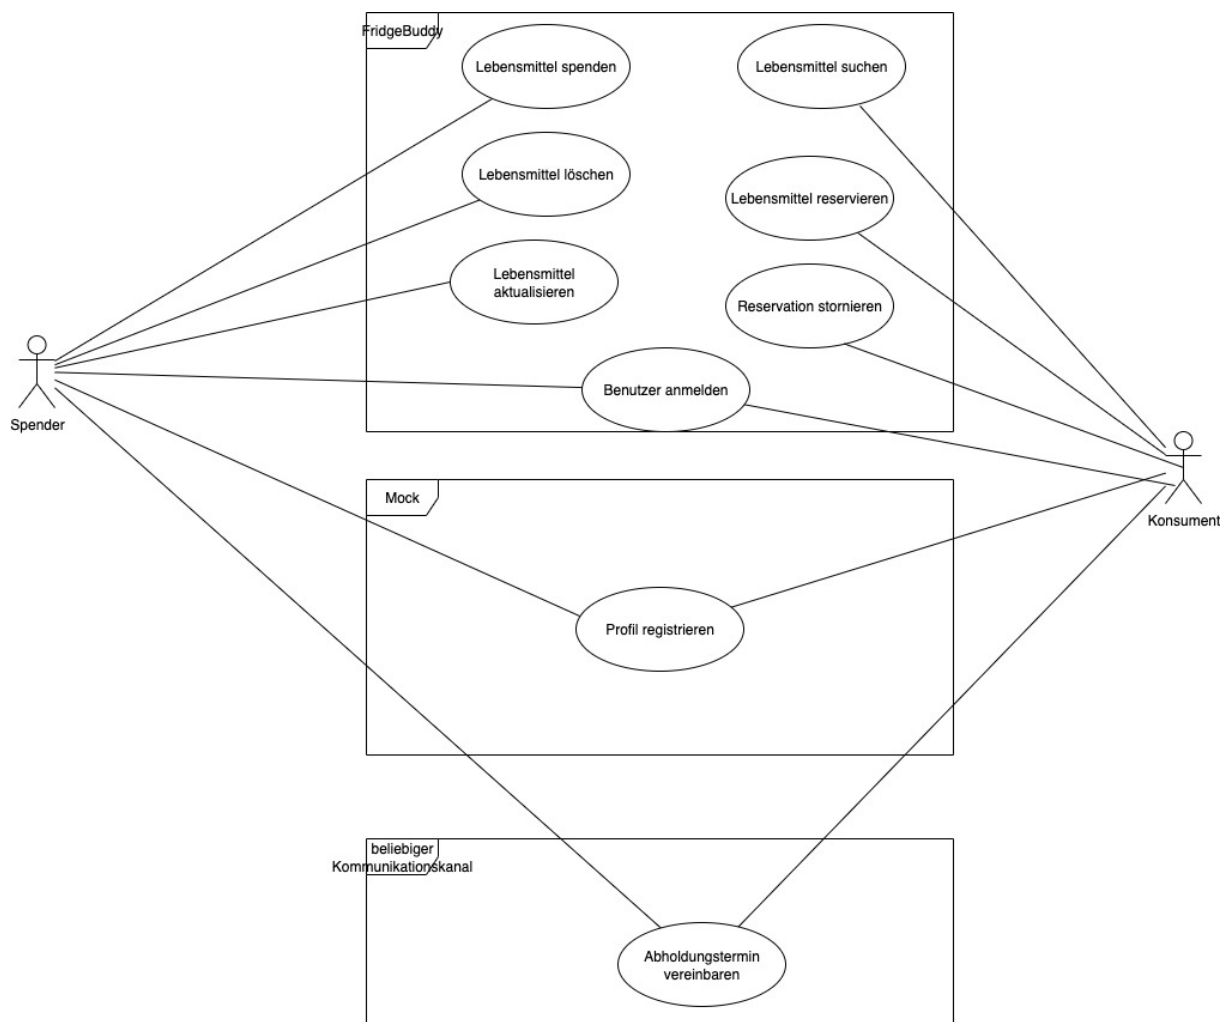 FridgeBuddy
Lebensmittel spenden
Lebensmittel suchen
Lebensmittel löschen
Lebensmittel reservieren
Lebensmittel
aktualisieren
Reservation stornieren
Benutzer anmelden
Spender
Konsument
Mock
Profil registrieren
beliebiger
Kommunikationskanal
Abholungstermin
vereinbaren